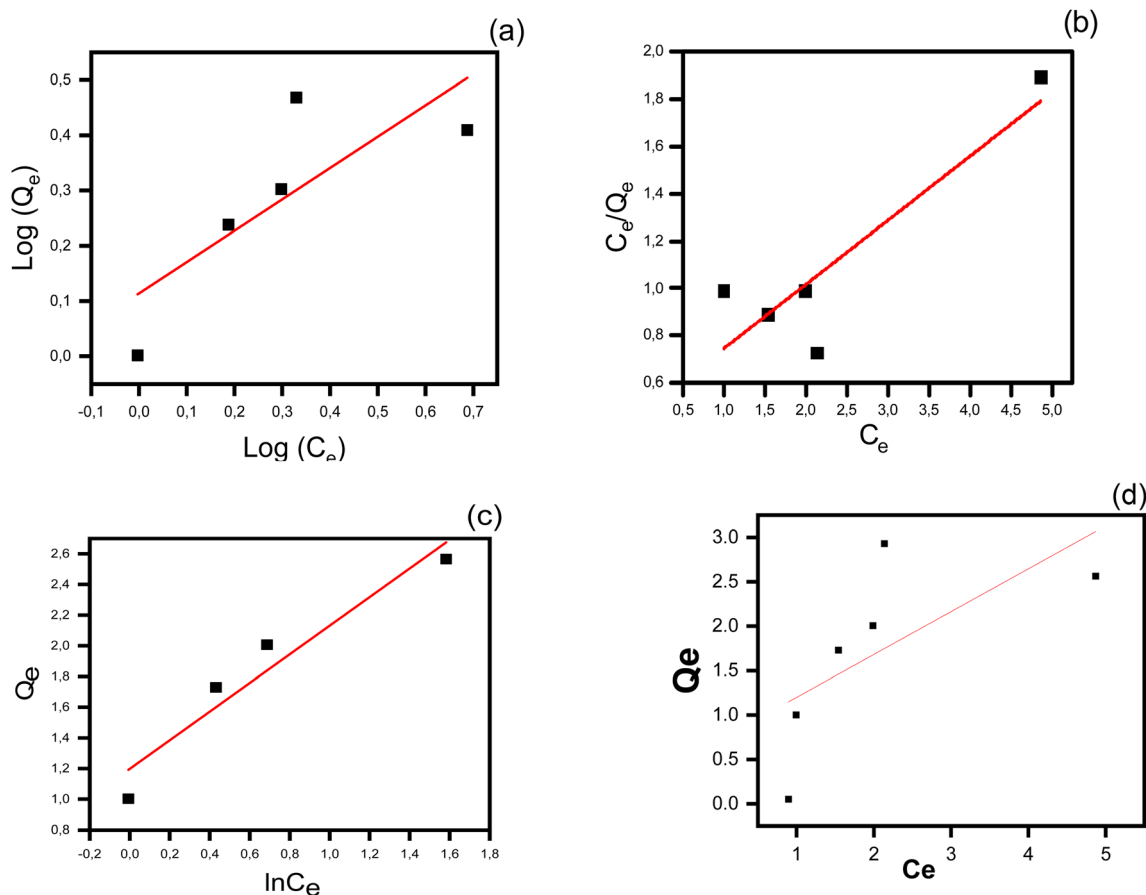 (a)
Log (Qe)
0,5
0,4
0,3
0,2
0,1
0,0
-0,1 0,0 0,1 0,2 0,3 0,4 0,5 0,6 0,7
Log (Ce)
(b)
Ce/Qe
2,0
1,8
1,6
1,4
1,2
1,0
0,8
0,6
0,5 1,0 1,5 2,0 2,5 3,0 3,5 4,0 4,5 5,0
Ce
(c)
Qe
2,6
2,4
2,2
2,0
1,8
1,6
1,4
1,2
1,0
0,8
-0,2 0,0 0,2 0,4 0,6 0,8 1,0 1,2 1,4 1,6 1,8
lnCe
(d)
Qe
3.0
2.5
2.0
1.5
1.0
0.5
0.0
1 2 3 4 5
Ce